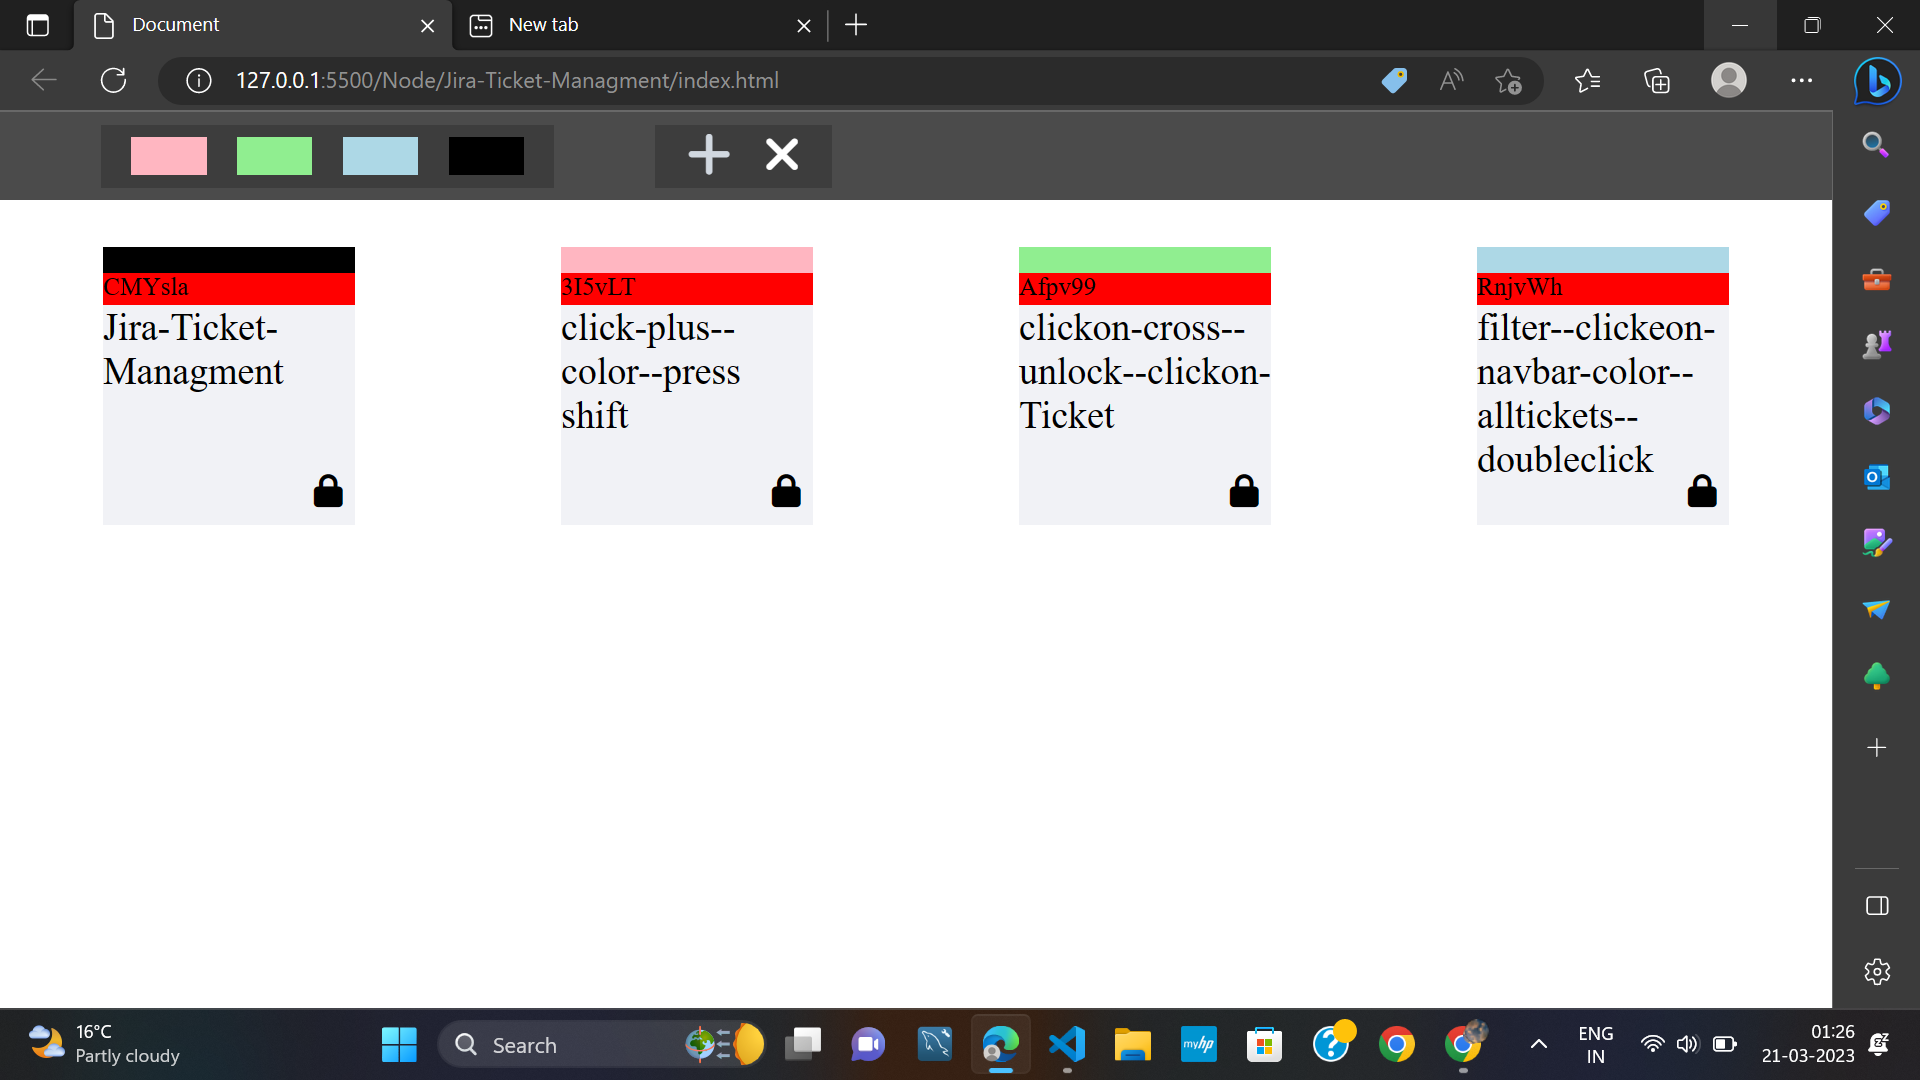 Document
New tab
127.0.0.1:5500/Node/Jira-Ticket-Managment/index.html
CMYsla
Jira-Ticket-
Managment
3I5vLT
click-plus--
color--press
shift
Afpv99
clickon-cross--
unlock--clickon-
Ticket
RnjvWh
filter--clickeon-
navbar-color--
alltickets--
doubleclick
16°C
Partly cloudy
Search
myhp
ENG
IN
01:26
21-03-2023